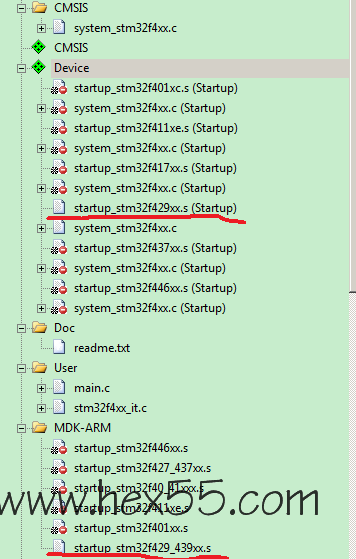 CMSIS
system_stm32f4xx.c
CMSIS
Device
startup_stm32f401xc.s (Startup)
system_stm32f4xx.c (Startup)
startup_stm32f411xe.s (Startup)
system_stm32f4xx.c (Startup)
startup_stm32f417xx.s (Startup)
system_stm32f4xx.c (Startup)
startup_stm32f429xx.s (Startup)
system_stm32f4xx.c
startup_stm32f437xx.s (Startup)
system_stm32f4xx.c (Startup)
startup_stm32f446xx.s (Startup)
system_stm32f4xx.c (Startup)
Doc
readme.txt
User
main.c
stm32f4xx_it.c
MDK-ARM
startup_stm32f446xx.s
startup_stm32f427_437xx.s
startup_stm32f40_41xxx.s
www.hex55.com
startup_stm32f411xe.s
startup_stm32f401xx.s
startup_stm32f429_439xx.s